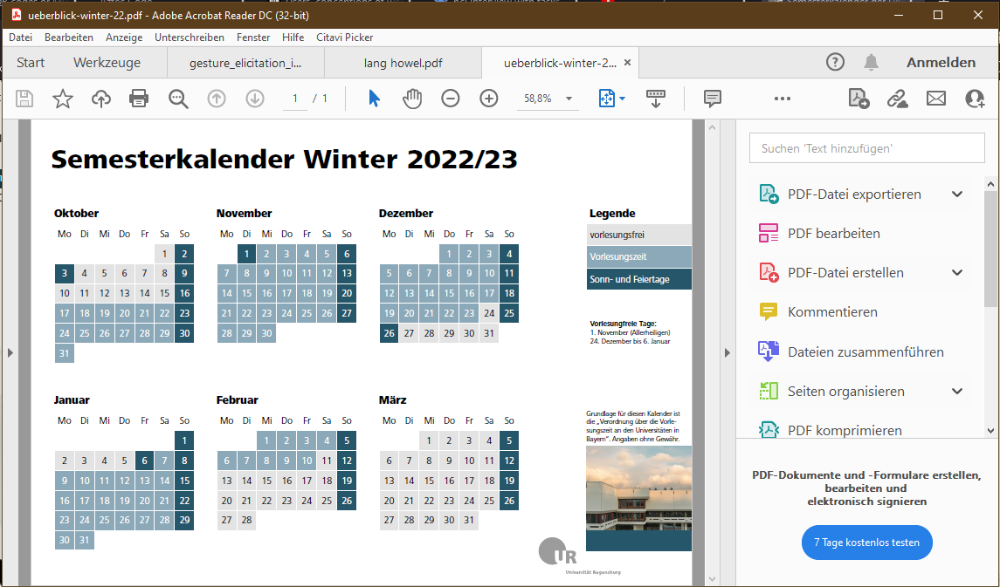 ueberblick-winter-22.pdf - Adobe Acrobat Reader DC (32-bit)
Datei Bearbeiten Anzeige Unterschreiben Fenster Hilfe Citavi Picker
Start Werkzeuge gesture_elicitation_i... lang howel.pdf ueberblick-winter-2... × Anmelden
1 / 1 58,8%
Semesterkalender Winter 2022/23
Oktober
Mo Di Mi Do Fr Sa So
1 2
3 4 5 6 7 8 9
10 11 12 13 14 15 16
17 18 19 20 21 22 23
24 25 26 27 28 29 30
31
November
Mo Di Mi Do Fr Sa So
1 2 3 4 5 6
7 8 9 10 11 12 13
14 15 16 17 18 19 20
21 22 23 24 25 26 27
28 29 30
Dezember
Mo Di Mi Do Fr Sa So
1 2 3 4
5 6 7 8 9 10 11
12 13 14 15 16 17 18
19 20 21 22 23 24 25
26 27 28 29 30 31
Legende
vorlesungsfrei
Vorlesungszeit
Sonn- und Feiertage
Vorlesungfreie Tage:
1. November (Allerheiligen)
24. Dezember bis 6. Januar
Januar
Mo Di Mi Do Fr Sa So
1
2 3 4 5 6 7 8
9 10 11 12 13 14 15
16 17 18 19 20 21 22
23 24 25 26 27 28 29
30 31
Februar
Mo Di Mi Do Fr Sa So
1 2 3 4 5
6 7 8 9 10 11 12
13 14 15 16 17 18 19
20 21 22 23 24 25 26
27 28
März
Mo Di Mi Do Fr Sa So
1 2 3 4 5
6 7 8 9 10 11 12
13 14 15 16 17 18 19
20 21 22 23 24 25 26
27 28 29 30 31
Grundlage für diesen Kalender ist
die „Verordnung über die Vorle-
sungszeit an den Universitäten in
Bayern“. Angaben ohne Gewähr.
UR
Universität Regensburg
Suchen 'Text hinzufügen'
PDF-Datei exportieren
PDF bearbeiten
PDF-Datei erstellen
Kommentieren
Dateien zusammenführen
Seiten organisieren
PDF komprimieren
PDF-Dokumente und -Formulare erstellen,
bearbeiten und
elektronisch signieren
7 Tage kostenlos testen